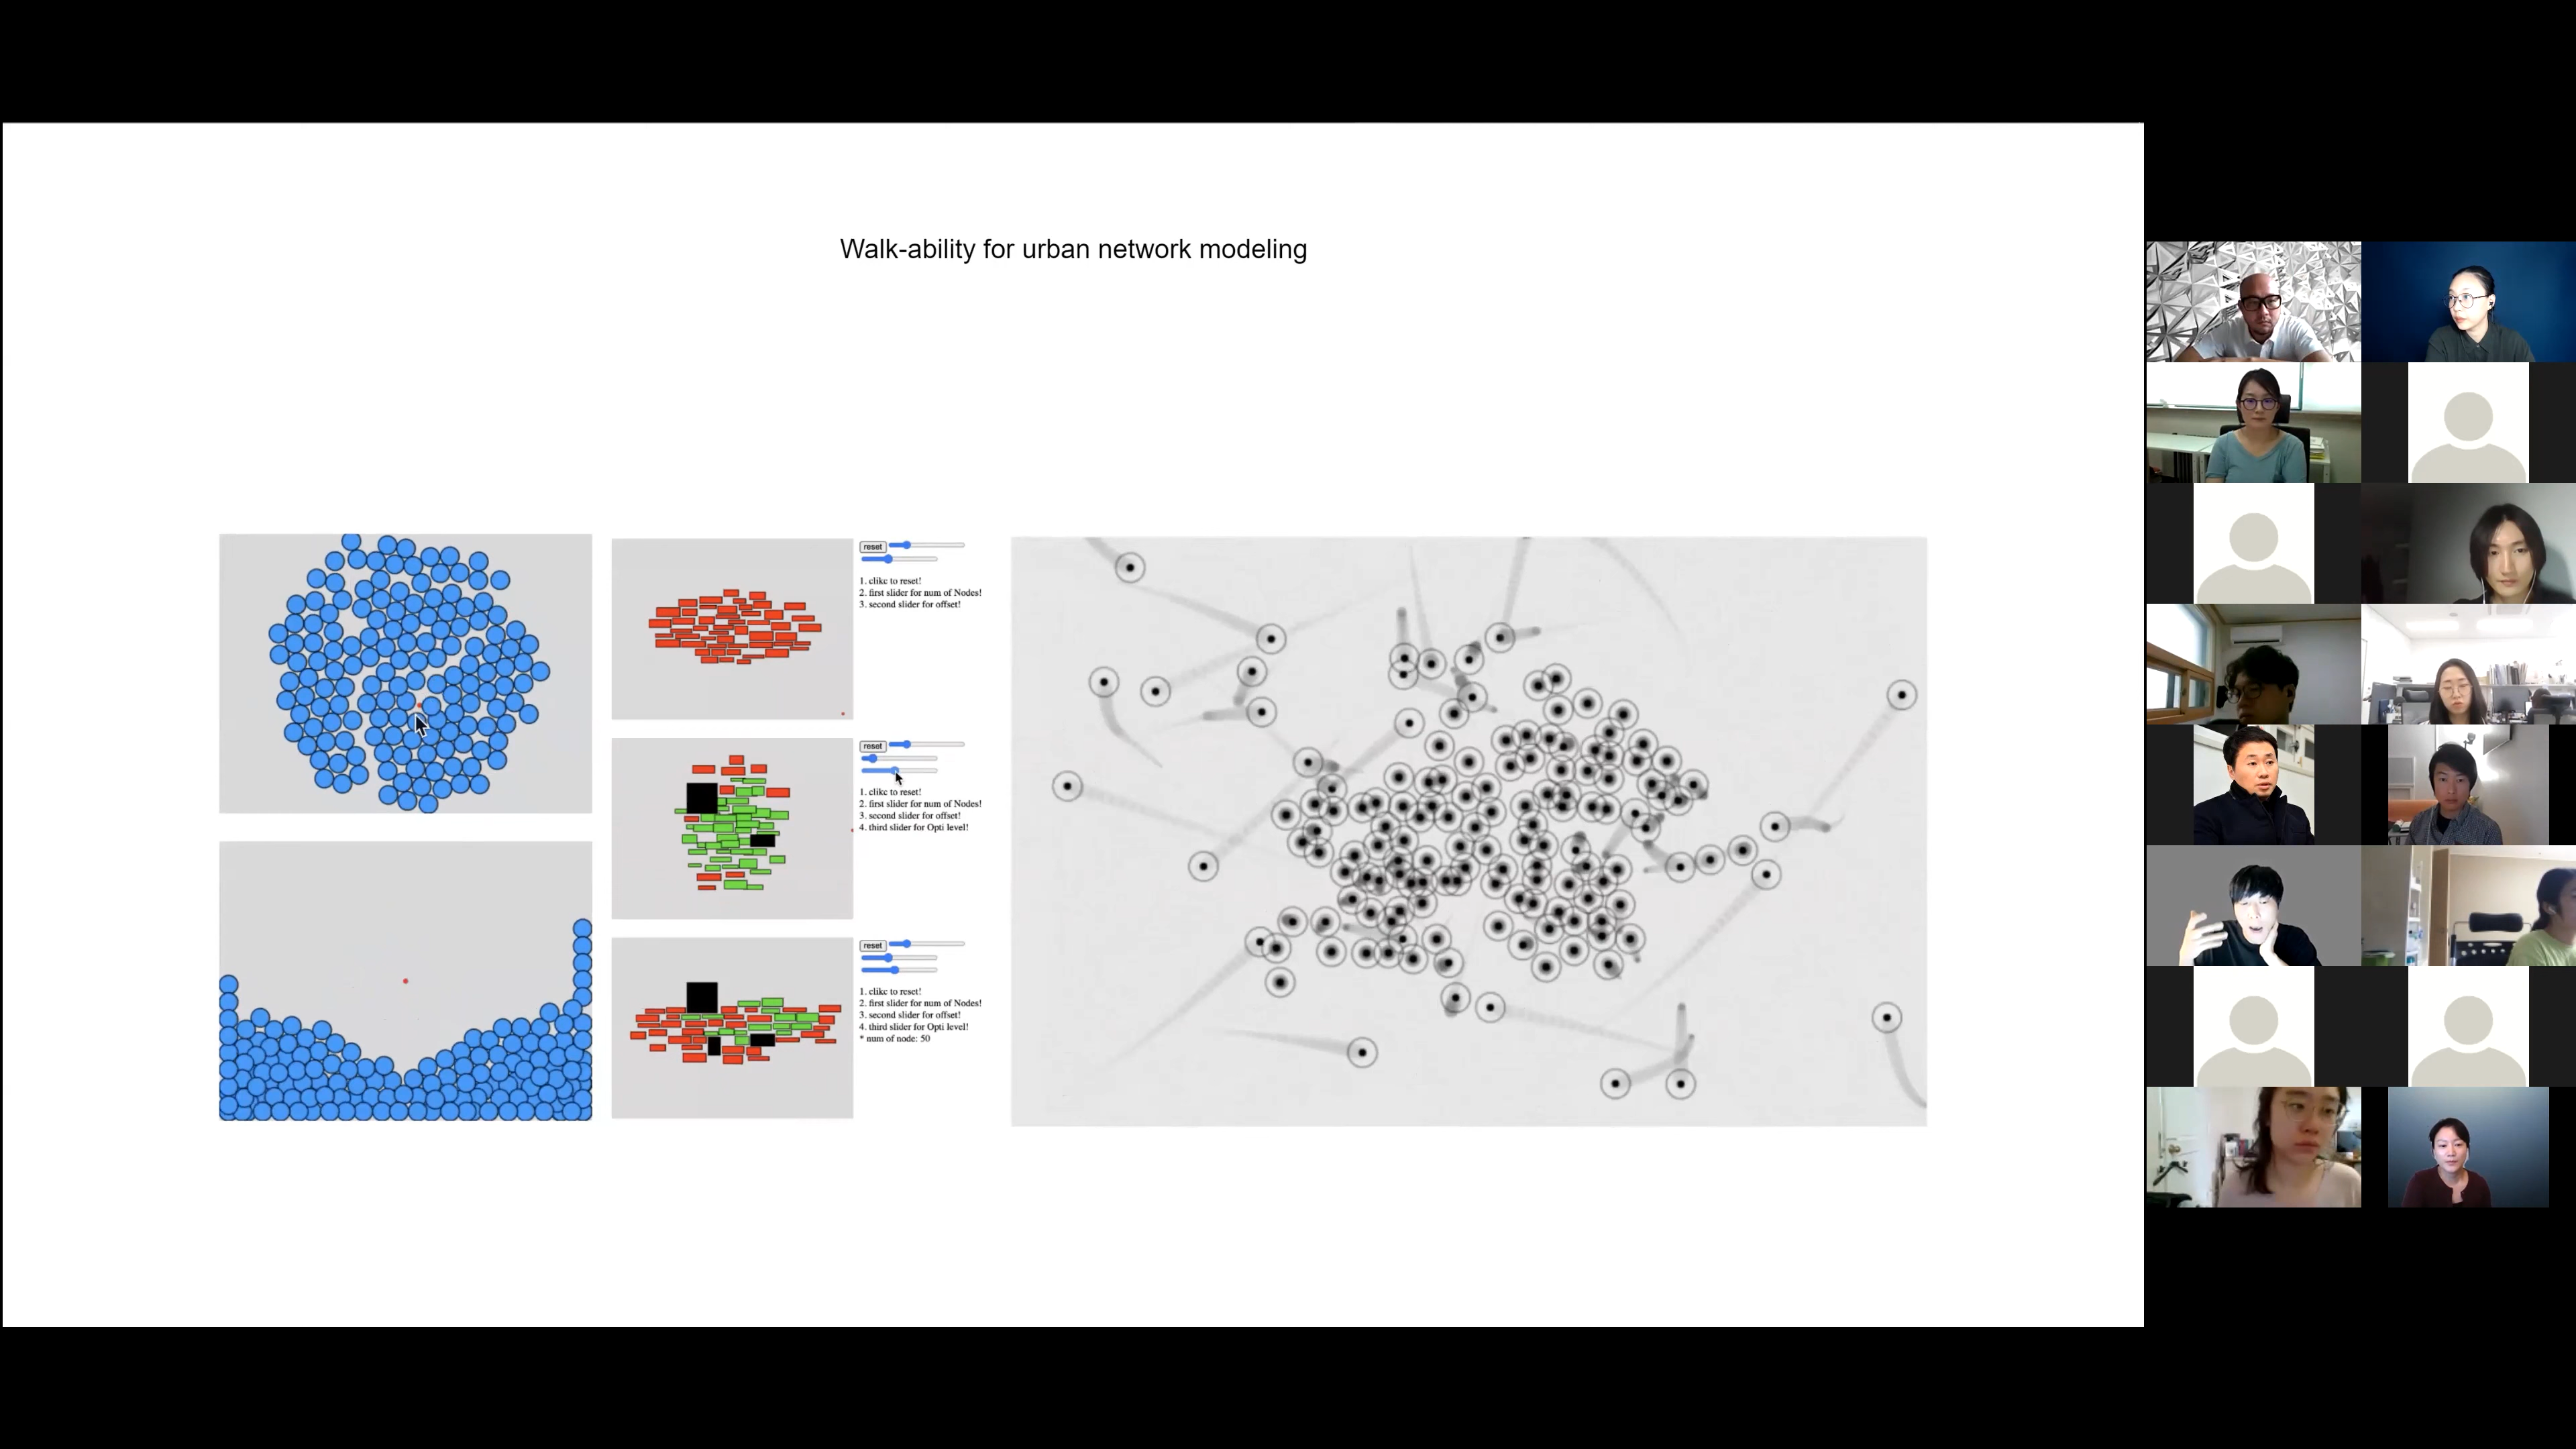 Walk-ability for urban network modeling
reset
1. clikc to reset!
2. first slider for num of Nodes!
3. second slider for offset!
reset
1. clikc to reset!
2. first slider for num of Nodes!
3. second slider for offset!
4. third slider for Opti level!
reset
1. clikc to reset!
2. first slider for num of Nodes!
3. second slider for offset!
4. third slider for Opti level!
* num of node: 50